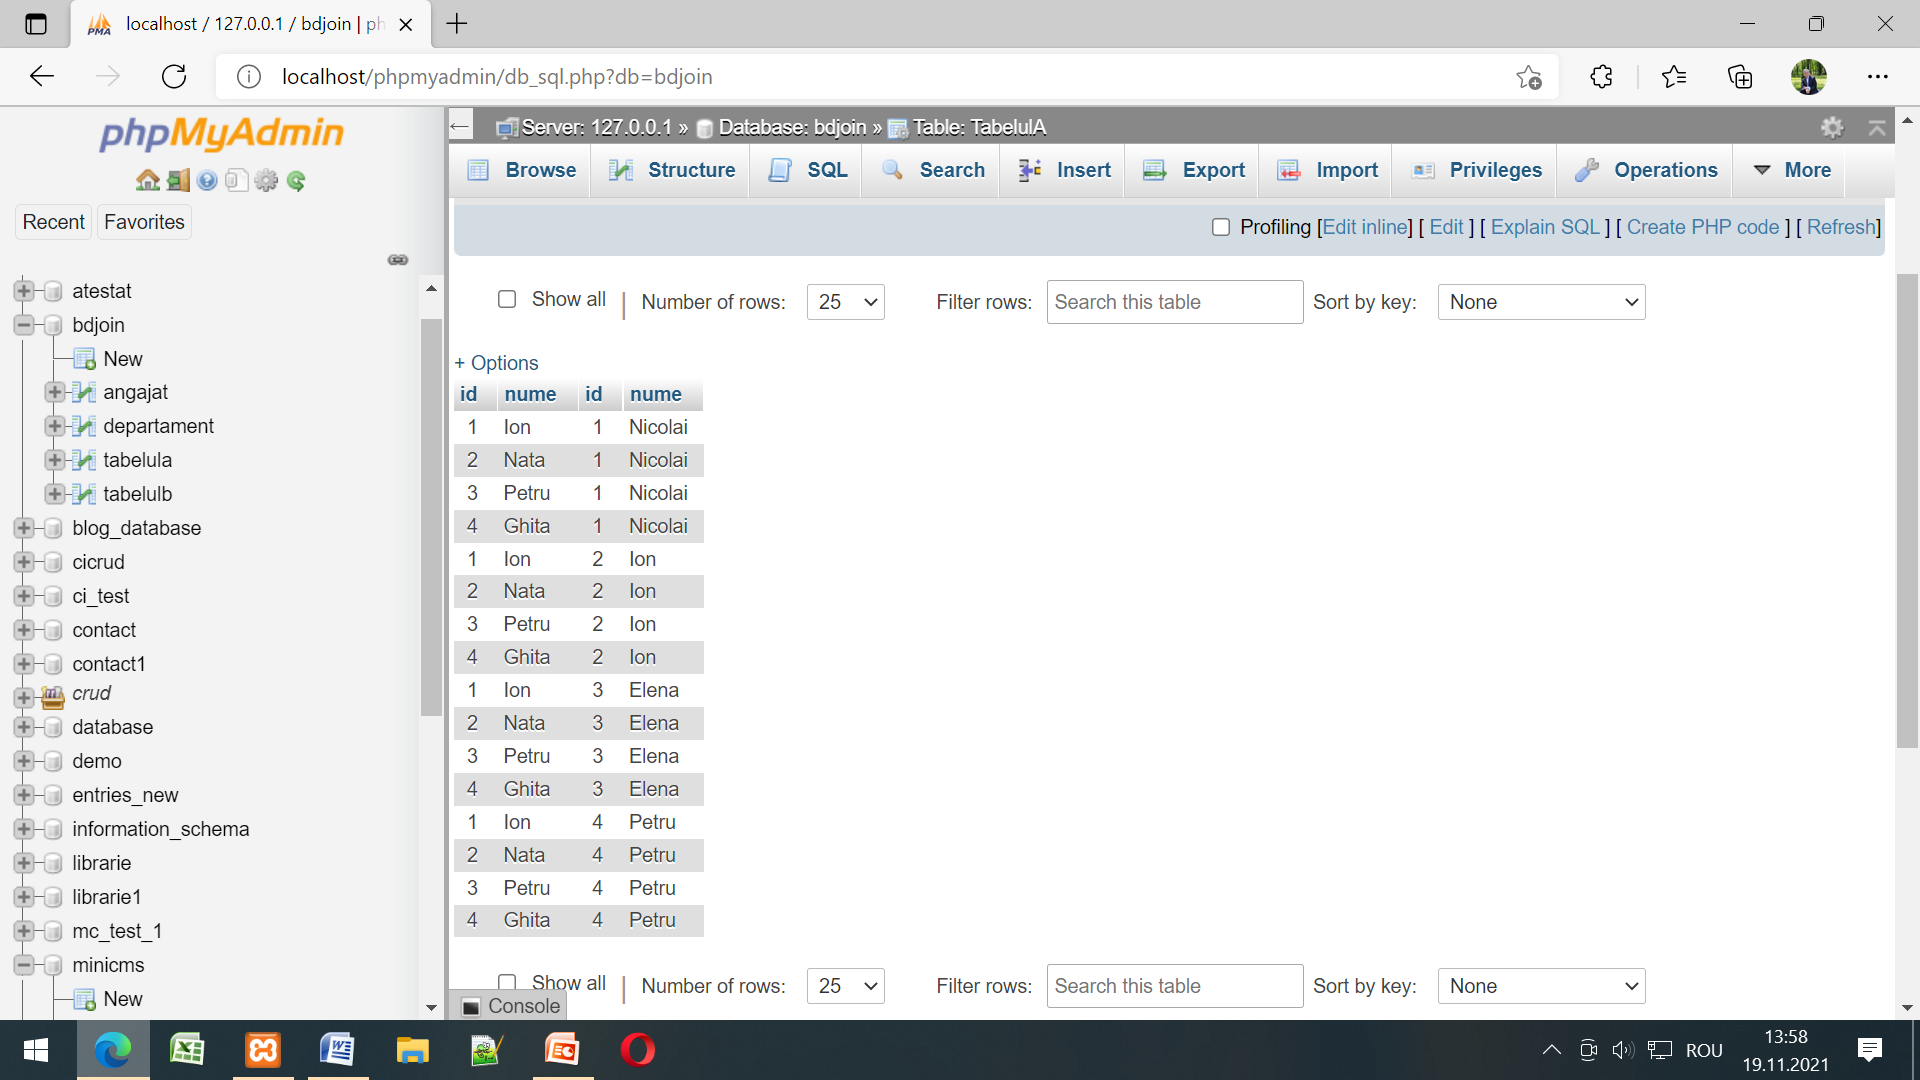 localhost / 127.0.0.1 / bdjoin | ph
localhost/phpmyadmin/db_sql.php?db=bdjoin
phpMyAdmin
Recent Favorites
atestat
bdjoin
New
angajat
departament
tabelula
tabelulb
blog_database
cicrud
ci_test
contact
contact1
crud
database
demo
entries_new
information_schema
librarie
librarie1
mc_test_1
minicms
New
Server: 127.0.0.1 » Database: bdjoin » Table: TabelulA
Browse Structure SQL Search Insert Export Import Privileges Operations More
Profiling [Edit inline] [ Edit ] [ Explain SQL ] [ Create PHP code ] [ Refresh]
Show all Number of rows: 25 Filter rows: Search this table Sort by key: None
+ Options
id nume id nume
1 Ion 1 Nicolai
2 Nata 1 Nicolai
3 Petru 1 Nicolai
4 Ghita 1 Nicolai
1 Ion 2 Ion
2 Nata 2 Ion
3 Petru 2 Ion
4 Ghita 2 Ion
1 Ion 3 Elena
2 Nata 3 Elena
3 Petru 3 Elena
4 Ghita 3 Elena
1 Ion 4 Petru
2 Nata 4 Petru
3 Petru 4 Petru
4 Ghita 4 Petru
Show all Number of rows: 25 Filter rows: Search this table Sort by key: None
Console
ROU
13:58
19.11.2021